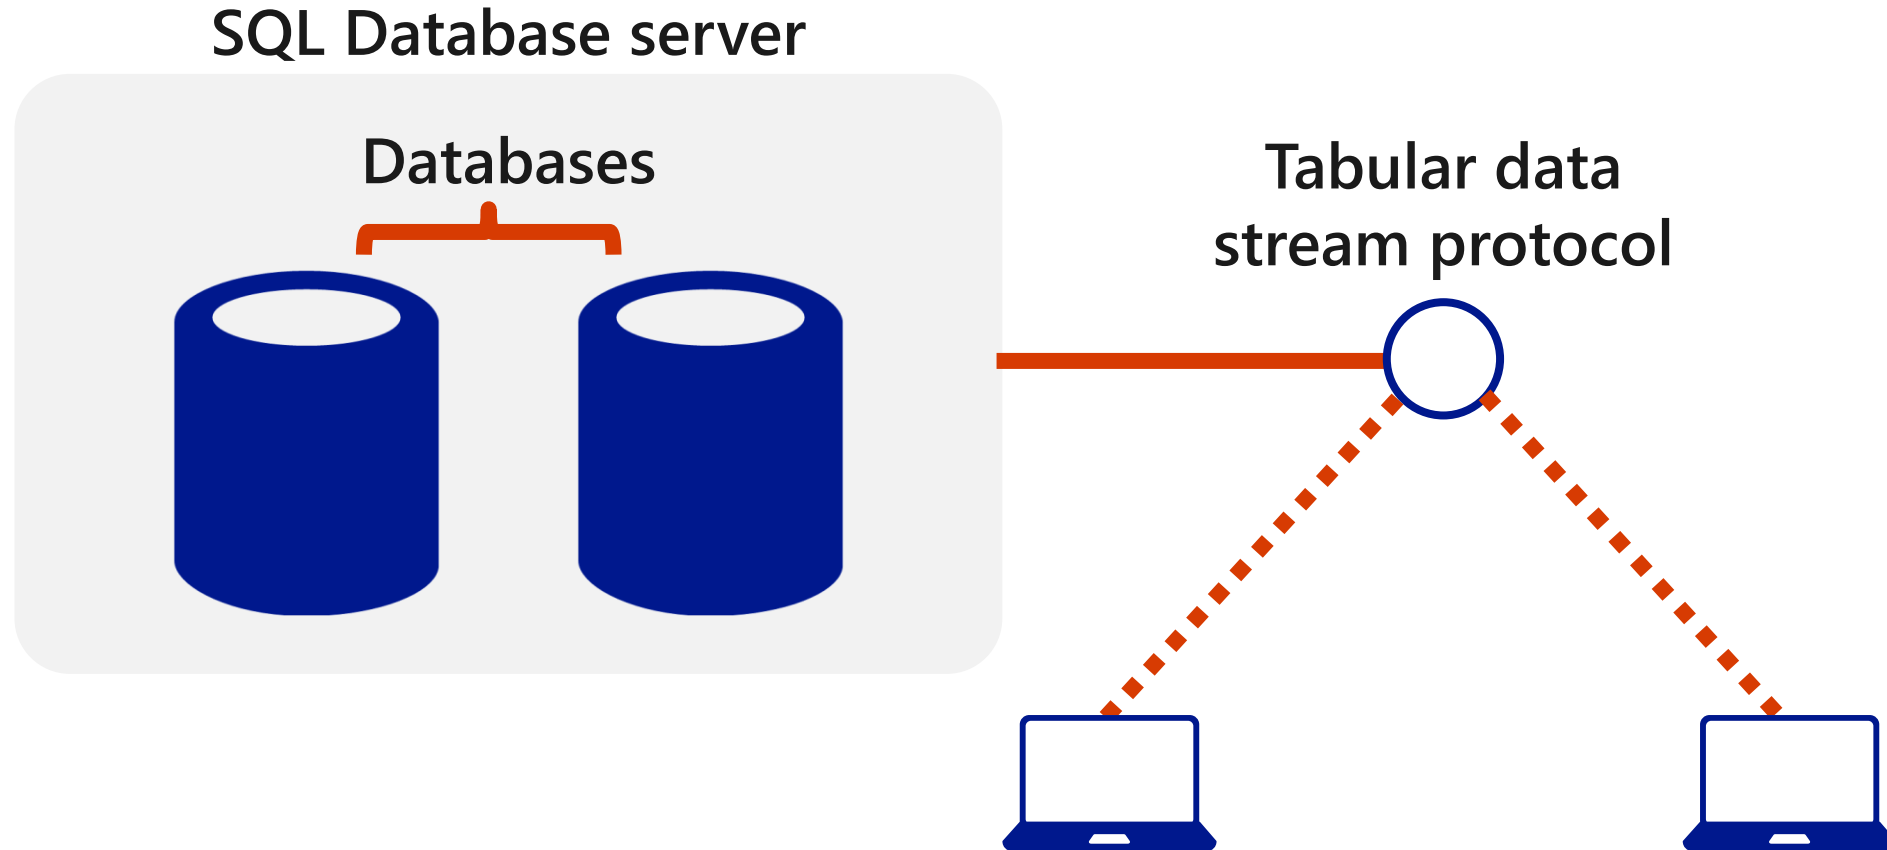 SQL Database server
Databases
Tabular data
stream protocol